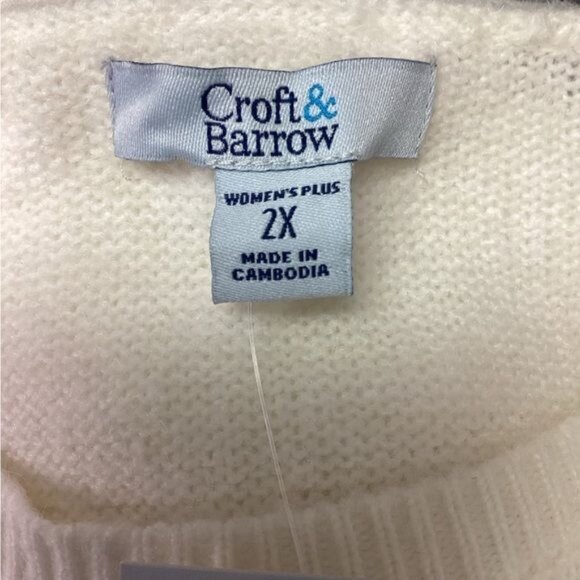 Croft&
Barrow
WOMEN'S PLUS
2X
MADE IN
CAMBODIA